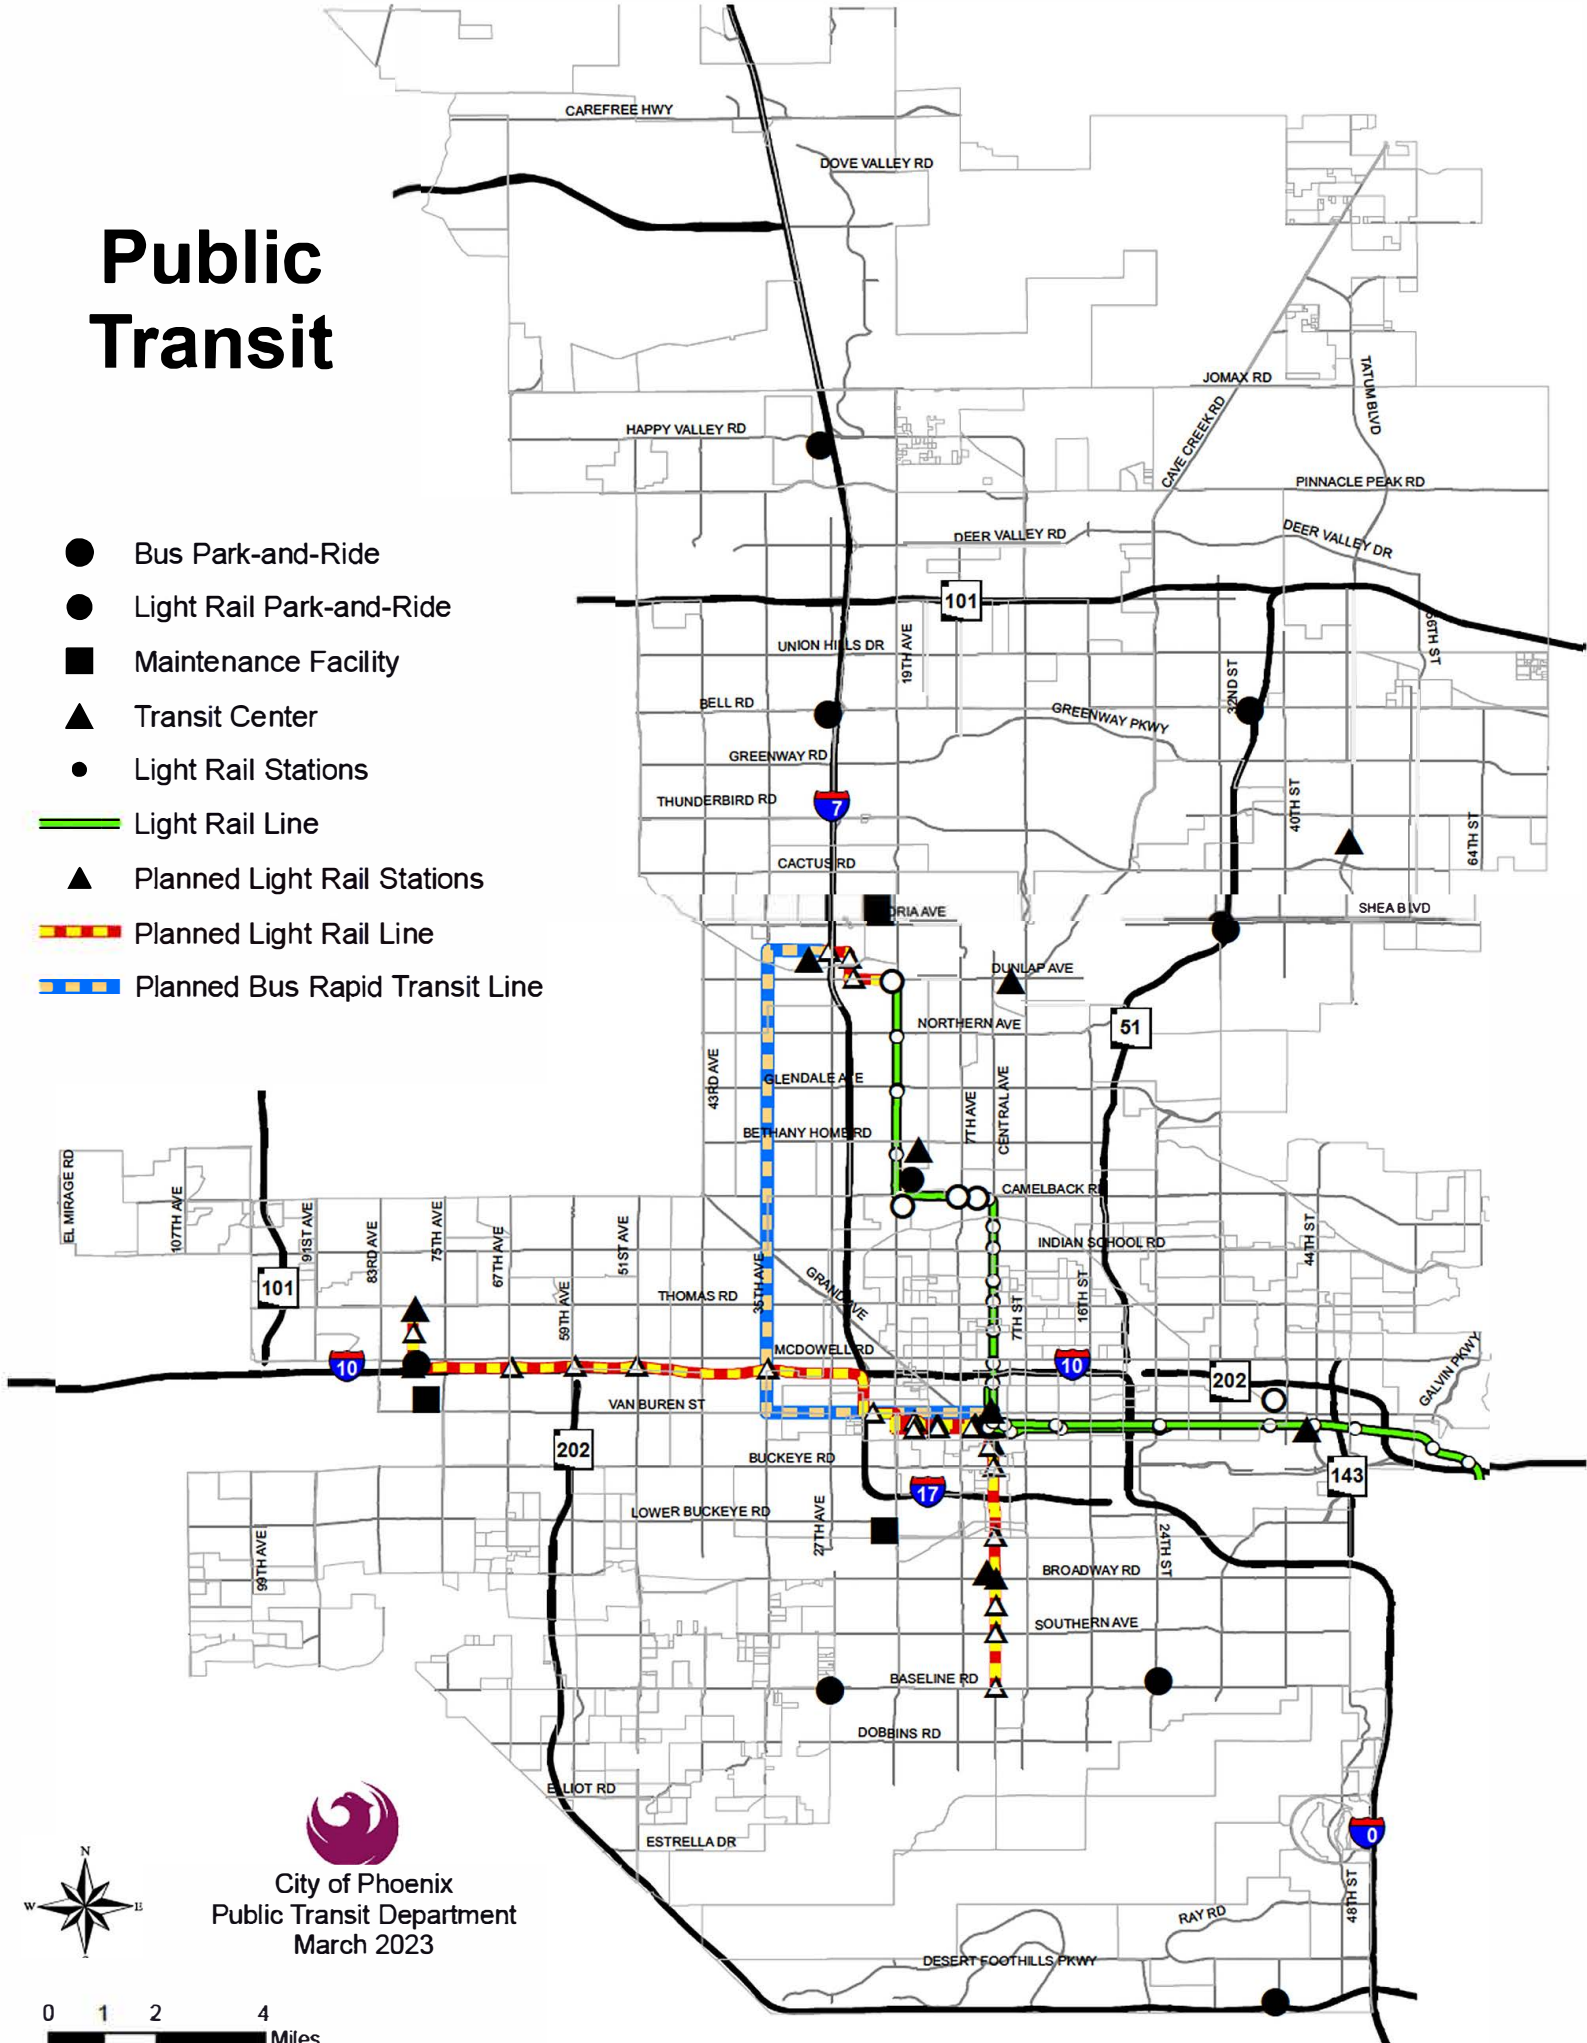 Public
Transit
Bus Park-and-Ride
Light Rail Park-and-Ride
Maintenance Facility
Transit Center
Light Rail Stations
Light Rail Line
Planned Light Rail Stations
Planned Light Rail Line
Planned Bus Rapid Transit Line
CAREFREE HWY
DOVE VALLEY RD
JOMAX RD
TATUM BLVD
CAVE CREEK RD
HAPPY VALLEY RD
PINNACLE PEAK RD
DEER VALLEY RD
DEER VALLEY DR
101
UNION HILLS DR
19TH AVE
56TH ST
32ND ST
BELL RD
GREENWAY PKWY
GREENWAY RD
THUNDERBIRD RD
7
40TH ST
64TH ST
CACTUS RD
ORIA AVE
SHEA BLVD
DUNLAP AVE
NORTHERN AVE
51
43RD AVE
GLENDALE AVE
7TH AVE
CENTRAL AVE
BETHANY HOME RD
EL MIRAGE RD
107TH AVE
91ST AVE
83RD AVE
75TH AVE
67TH AVE
51ST AVE
CAMELBACK RD
INDIAN SCHOOL RD
44TH ST
101
59TH AVE
THOMAS RD
35TH AVE
GRAND AVE
7TH ST
16TH ST
10
MCDOWELL RD
10
202
GALVIN PKWY
VAN BUREN ST
202
BUCKEYE RD
143
17
LOWER BUCKEYE RD
27TH AVE
24TH ST
99TH AVE
BROADWAY RD
SOUTHERN AVE
BASELINE RD
DOBBINS RD
ELLIOT RD
ESTRELLA DR
0
48TH ST
RAY RD
DESERT FOOTHILLS PKWY
N
W
E
City of Phoenix
Public Transit Department
March 2023
0 1 2 4
Miles